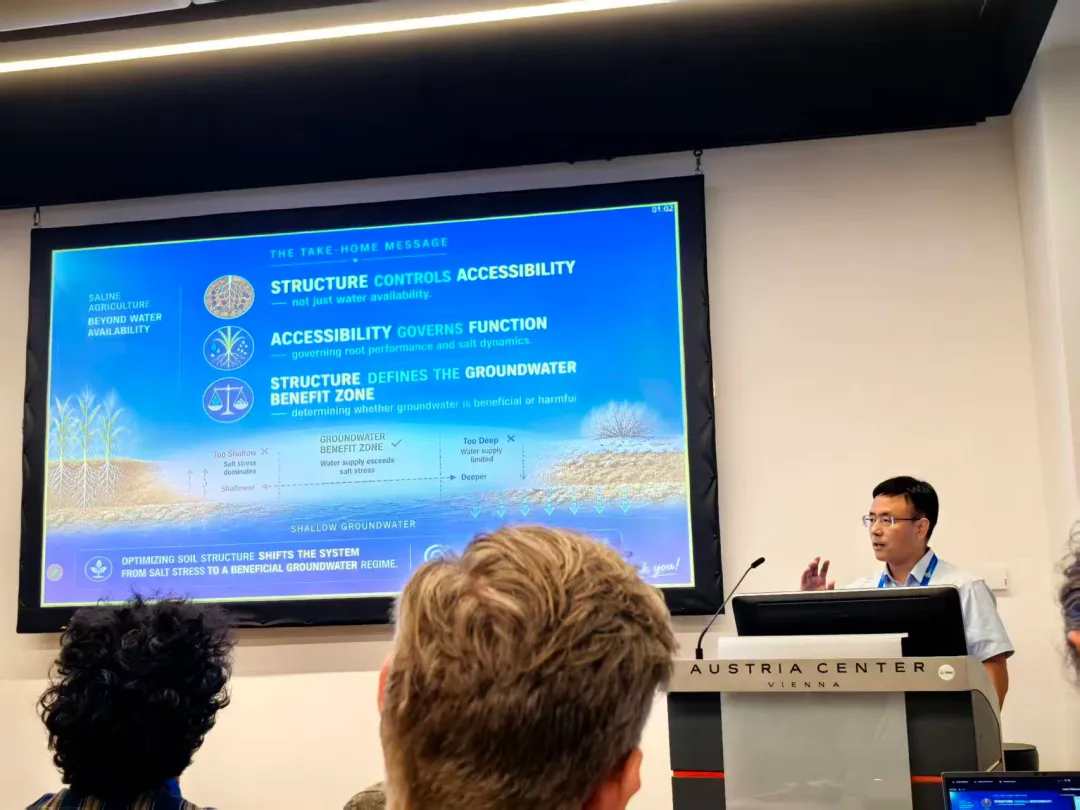 01:02
THE TAKE-HOME MESSAGE
SALINE
AGRICULTURE
BEYOND WATER
AVAILABILITY
STRUCTURE CONTROLS ACCESSIBILITY
— not just water availability.
ACCESSIBILITY GOVERNS FUNCTION
— governing root performance and salt dynamics.
STRUCTURE DEFINES THE GROUNDWATER
BENEFIT ZONE
— determining whether groundwater is beneficial or harmful
Too Shallow ✕
Salt stress
dominates
Shallower
GROUNDWATER
BENEFIT ZONE ✓
Water supply exceeds
salt stress
Too Deep ✕
Water supply
limited
Deeper
SHALLOW GROUNDWATER
OPTIMIZING SOIL STRUCTURE SHIFTS THE SYSTEM
FROM SALT STRESS TO A BENEFICIAL GROUNDWATER REGIME.
you!
AUSTRIA CENTER
VIENNA
STRUCTURE CONTROLS ACCESSIBILITY